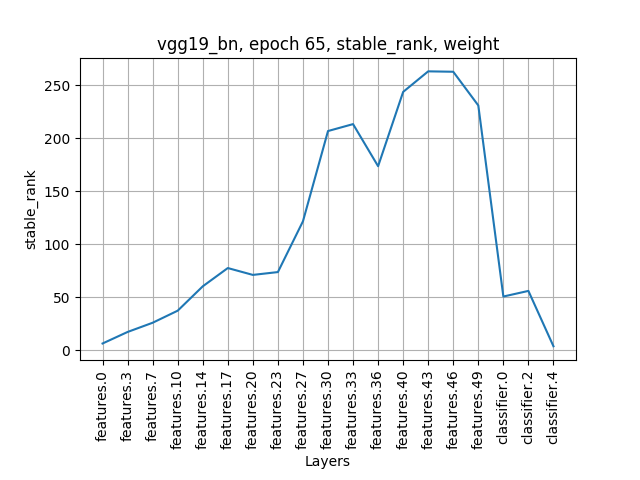 vgg19_bn, epoch 65, stable_rank, weight
stable_rank
250
200
150
100
50
0
features.0
features.3
features.7
features.10
features.14
features.17
features.20
features.23
features.27
features.30
features.33
features.36
features.40
features.43
features.46
features.49
classifier.0
classifier.2
classifier.4
Layers